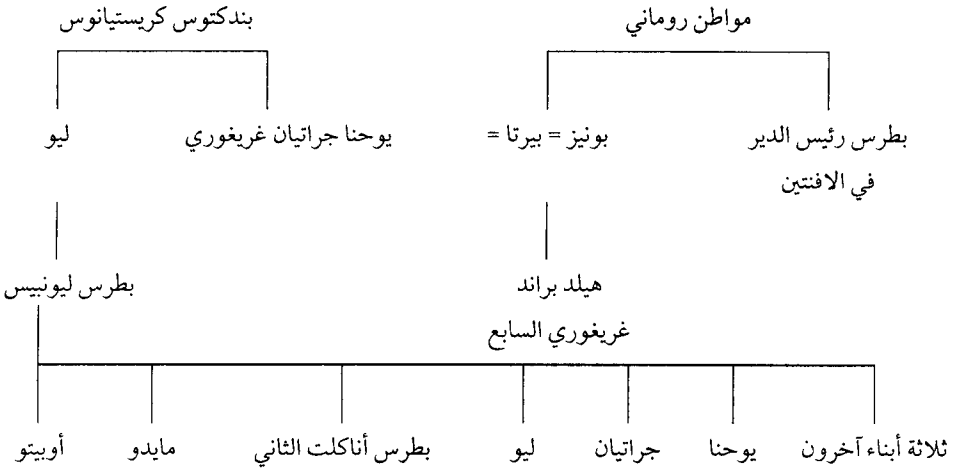 مواطن روماني
بندكتوس كريستيانوس
بطرس رئيس الدير
في الافنتين
بونيز = بيرتا =
يوحنا جراتيان غريغوري
ليو
هيلد براند
غريغوري السابع
بطرس ليونبيس
ثلاثة أبناء آخرون
يوحنا
جراتيان
ليو
بطرس أناكلت الثاني
مايدو
أوبيتو